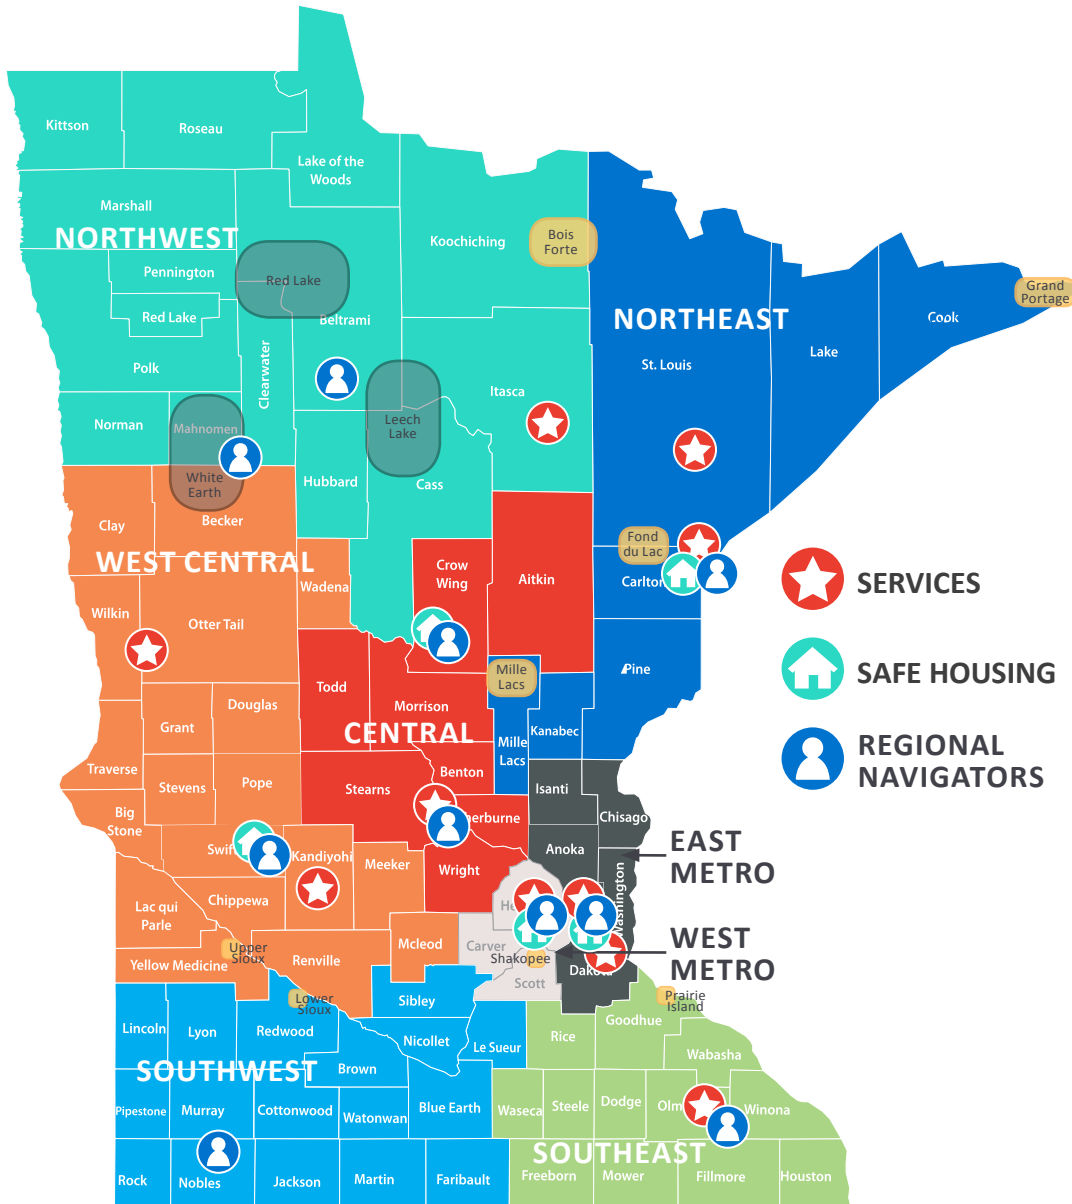 Kittson
Roseau
Lake of the
Woods
Marshall
NORTHWEST
Koochiching
Bois
Forte
Pennington
Red Lake
Red Lake
Beltrami
Polk
Clearwater
Norman
Mahnomen
White
Earth
Leech
Lake
Itasca
Hubbard
Cass
NORTHEAST
St. Louis
Lake
Cook
Grand
Portage
Clay
Becker
WEST CENTRAL
Wadena
Wilkin
Otter Tail
Crow
Wing
Aitkin
Fond
du Lac
Carlton
SERVICES
SAFE HOUSING
REGIONAL
NAVIGATORS
Todd
Morrison
CENTRAL
Mille
Lacs
Pine
Kanabec
Mille
Lacs
Grant
Douglas
Traverse
Stevens
Pope
Stearns
Benton
Isanti
Chisago
Big
Stone
Swif
Kandiyohi
Meeker
erburne
Wright
Anoka
Washington
EAST
METRO
WEST
METRO
Chippewa
Lac qui
Parle
Yellow Medicine
Upper
Sioux
Renville
Mcleod
He
Carver
Shakopee
Scott
Dakota
Prairie
Island
Lower
Sioux
Sibley
Lincoln
Lyon
Redwood
Nicollet
Le Sueur
Rice
Goodhue
Wabasha
SOUTHWEST
Brown
Pipestone
Murray
Cottonwood
Watonwan
Blue Earth
Waseca
Steele
Dodge
Olm
Winona
SOUTHEAST
Rock
Nobles
Jackson
Martin
Faribault
Freeborn
Mower
Fillmore
Houston